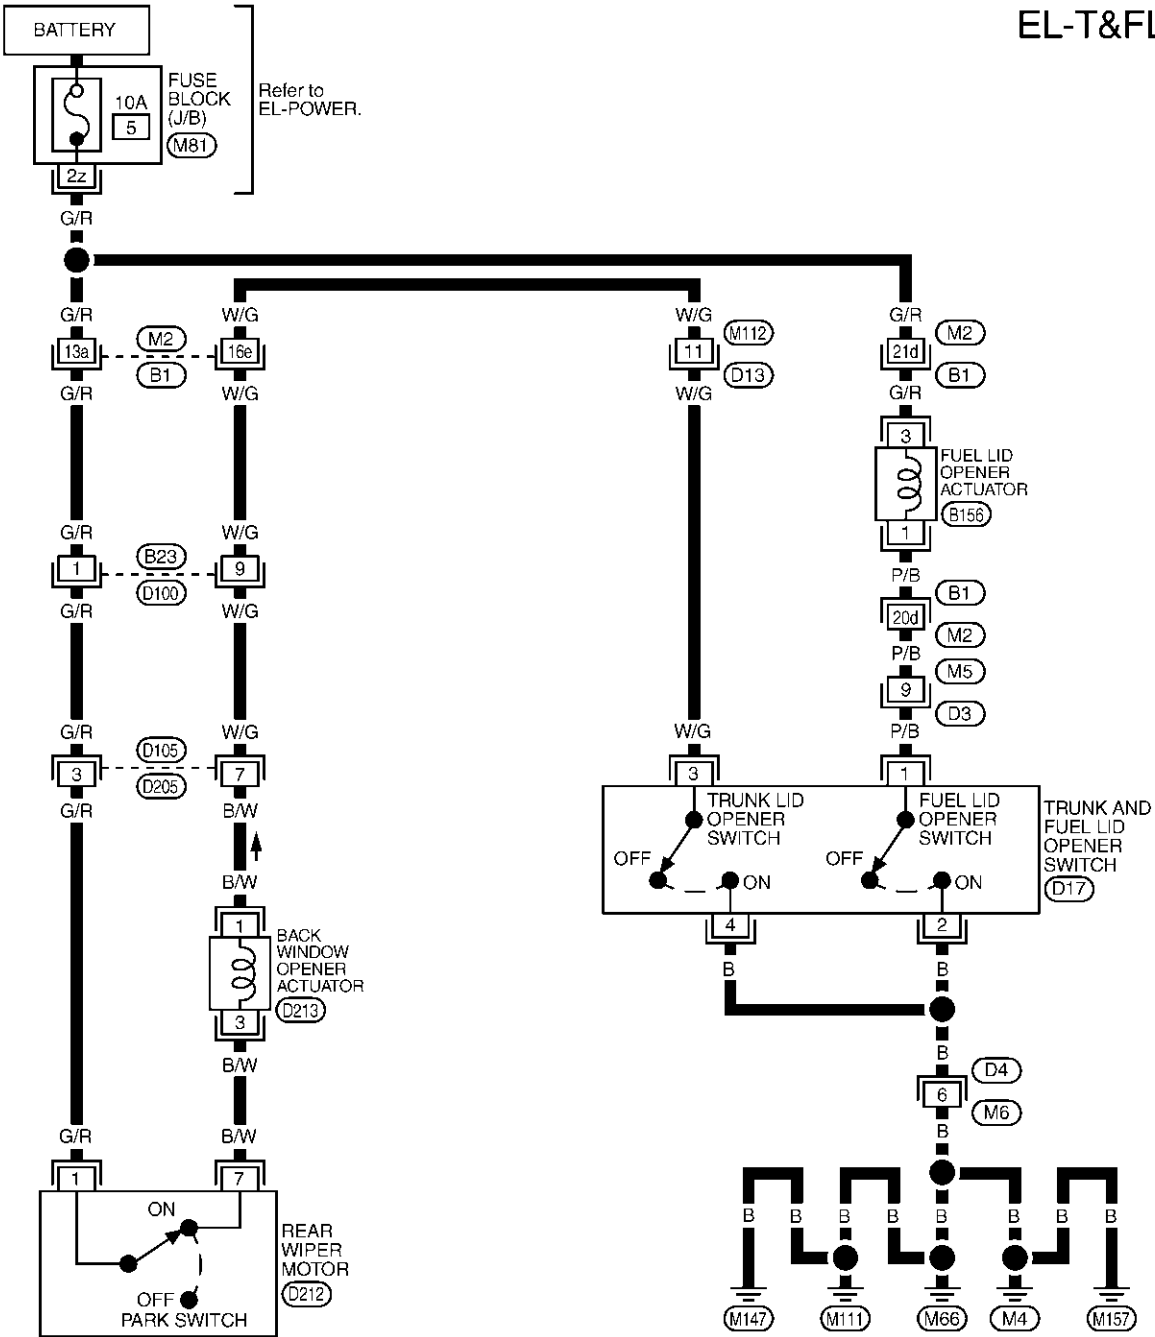 EL-T&FL
BATTERY
10A
5
FUSE
BLOCK
(J/B)
M81
Refer to
EL-POWER.
2z
G/R
G/R
W/G
W/G
G/R
13a
M2
B1
16e
11
M112
D13
21d
M2
B1
G/R
W/G
W/G
G/R
3
FUEL LID
OPENER
ACTUATOR
B156
1
G/R
W/G
P/B
1
B23
D100
9
B1
20d
M2
G/R
W/G
P/B
M5
9
D3
G/R
W/G
W/G
P/B
3
D105
D205
7
3
1
G/R
B/W
TRUNK LID
OPENER
SWITCH
OFF
ON
FUEL LID
OPENER
SWITCH
OFF
ON
TRUNK AND
FUEL LID
OPENER
SWITCH
D17
B/W
1
BACK
WINDOW
OPENER
ACTUATOR
D213
3
4
2
B
B
B/W
B
D4
6
M6
G/R
B/W
B
1
7
ON
OFF
PARK SWITCH
REAR
WIPER
MOTOR
D212
B
B
B
B
B
B
B
B
M147
M111
M66
M4
M157